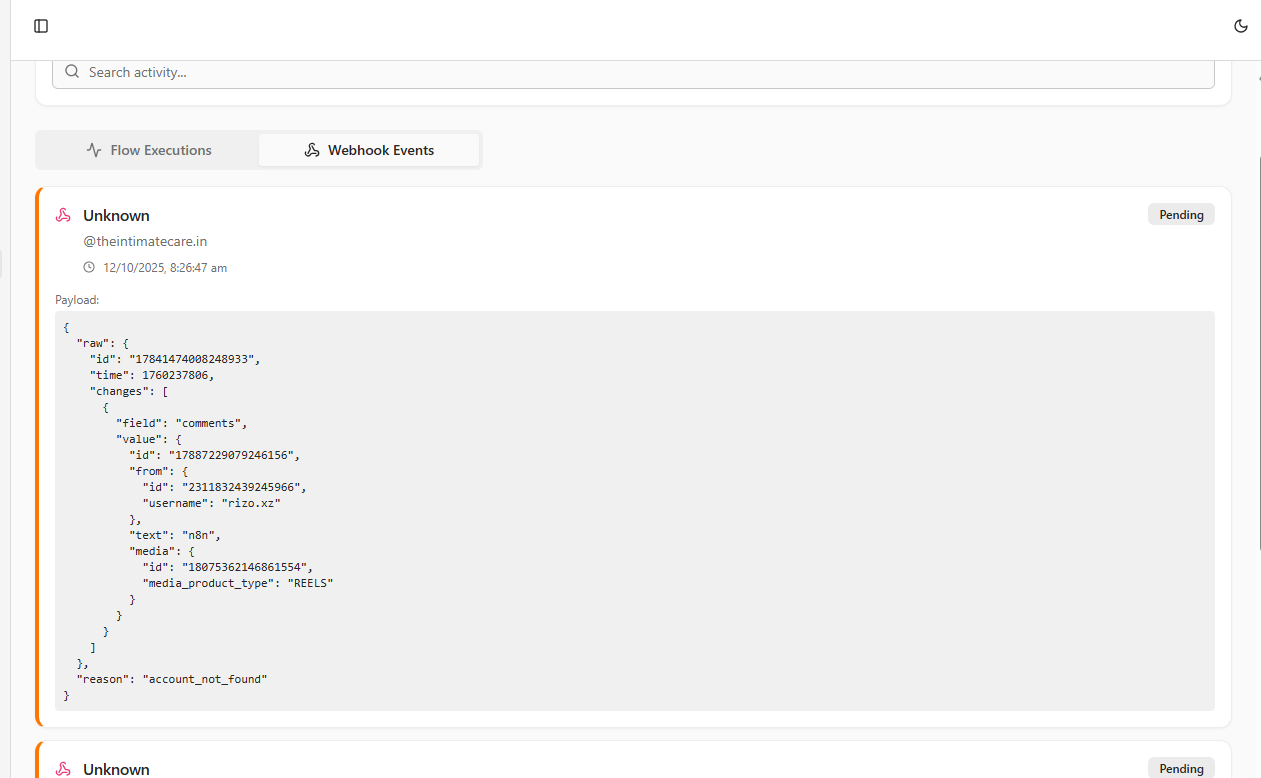 Search activity...
Flow Executions
Webhook Events
Unknown
Pending
@theintimatecare.in
12/10/2025, 8:26:47 am
Payload:
{
  "raw": {
    "id": "17841474008248933",
    "time": 1760237806,
    "changes": [
      {
        "field": "comments",
        "value": {
          "id": "17887229079246156",
          "from": {
            "id": "2311832439245966",
            "username": "rizo.xz"
          },
          "text": "n8n",
          "media": {
            "id": "18075362146861554",
            "media_product_type": "REELS"
          }
        }
      }
    ]
  },
  "reason": "account_not_found"
}
Unknown
Pending